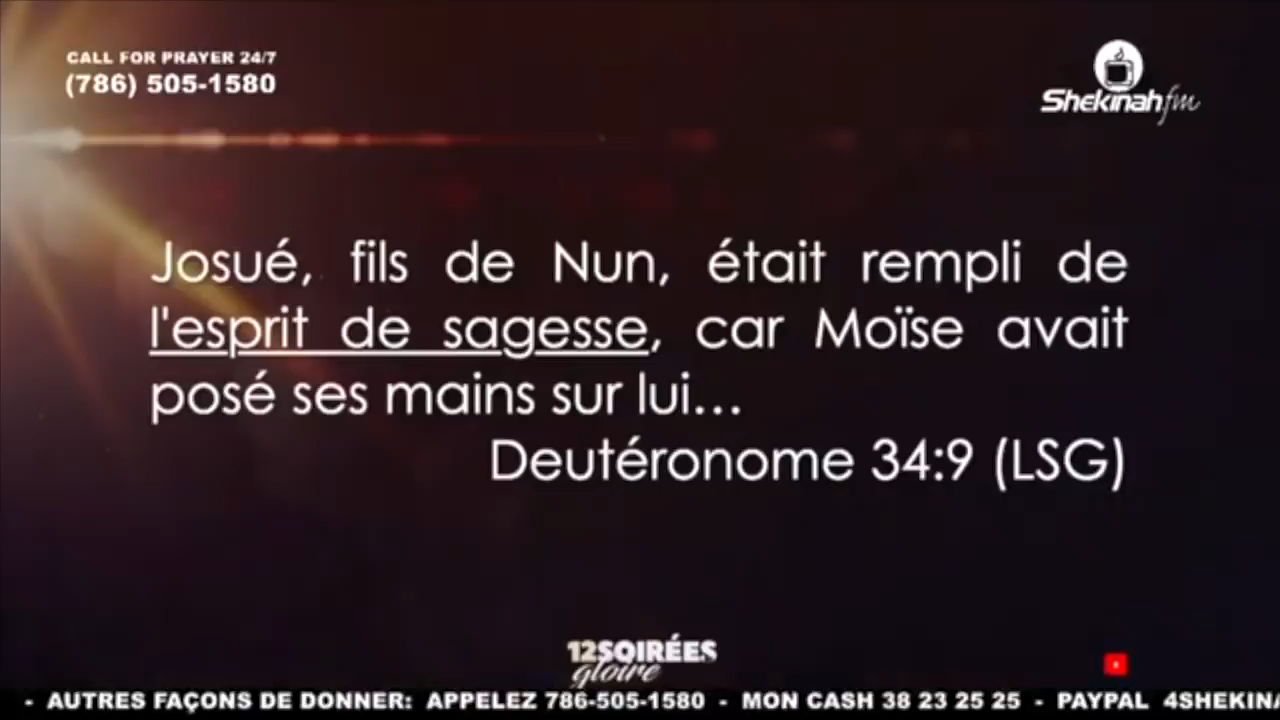 CALL FOR PRAYER 24/7
(786) 505-1580
Shekinah fm
Josué, fils de Nun, était rempli de
l'esprit de sagesse, car Moïse avait
posé ses mains sur lui...
Deutéronome 34:9 (LSG)
12SOIRÉES
gloire
- AUTRES FAÇONS DE DONNER: APPELEZ 786-505-1580 - MON CASH 38 23 25 25 - PAYPAL 4SHEKINA